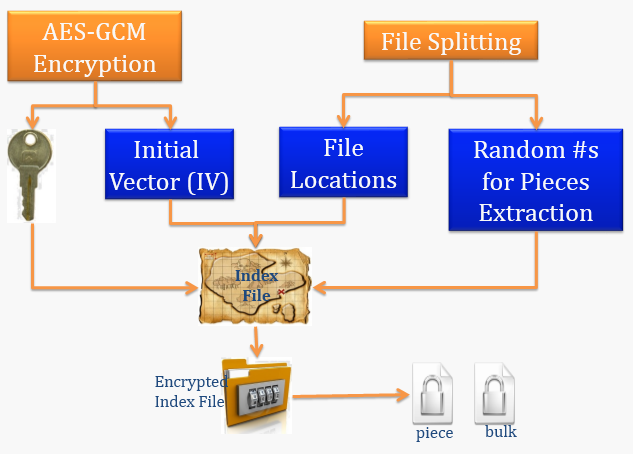 AES-GCM
Encryption
File Splitting
Initial
Vector (IV)
File
Locations
Random #s
for Pieces
Extraction
Index
File
Encrypted
Index File
piece
bulk